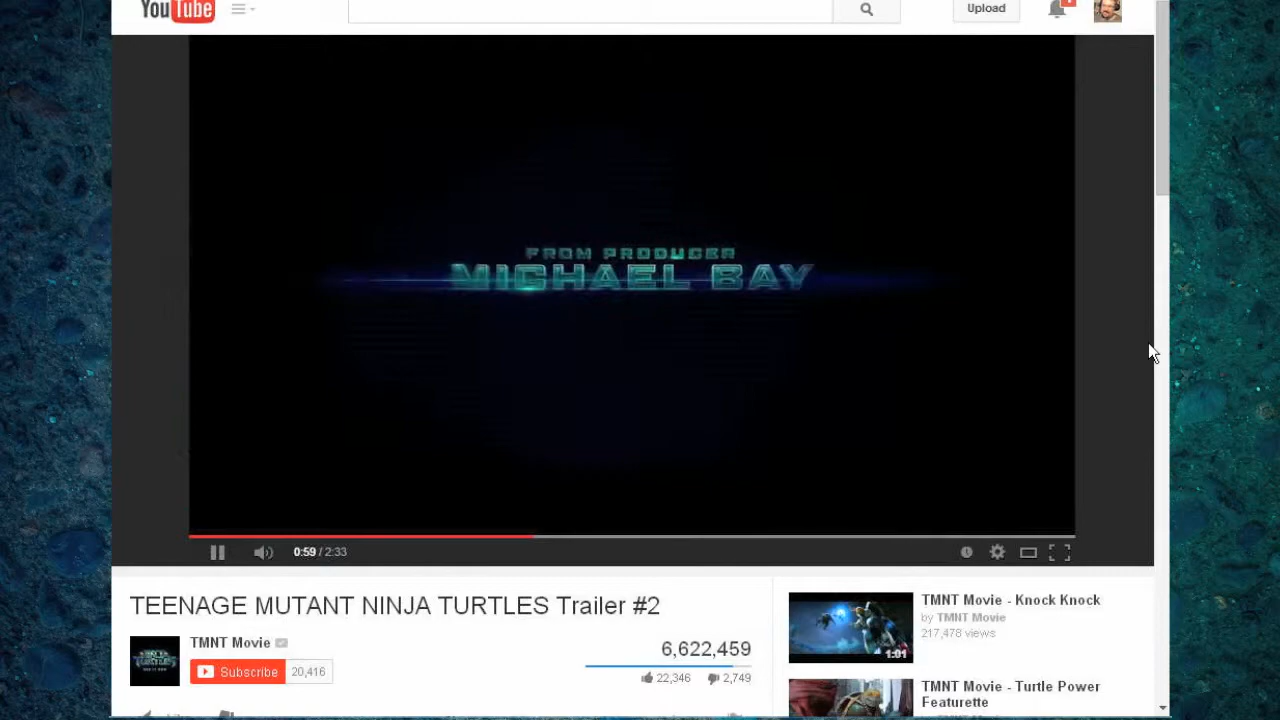 YouTube
Upload
FROM PRODUCER
MICHAEL BAY
0:59 / 2:33
TEENAGE MUTANT NINJA TURTLES Trailer #2
TMNT Movie
Subscribe 20,416
6,622,459
22,346 2,749
1:01
TMNT Movie - Knock Knock
by TMNT Movie
217,478 views
TMNT Movie - Turtle Power
Featurette